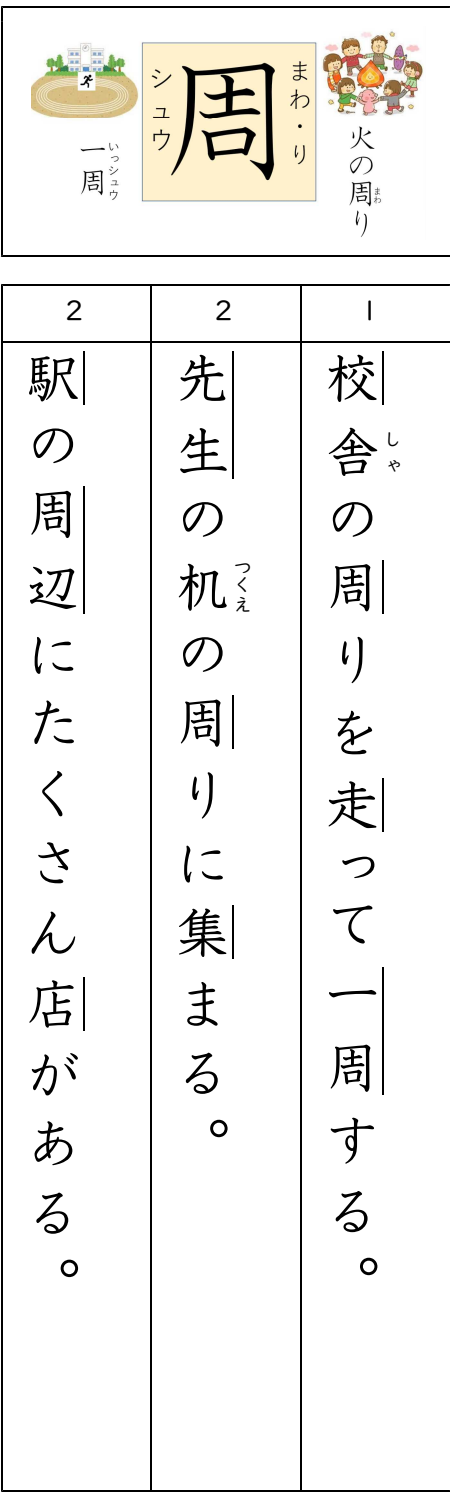 火の周り
まわ
まわ・り
周
シュウ
一周
いっシュウ
1
校舎の周りを走って一周する。
しゃ
2
先生の机の周りに集まる。
つくえ
2
駅の周辺にたくさん店がある。